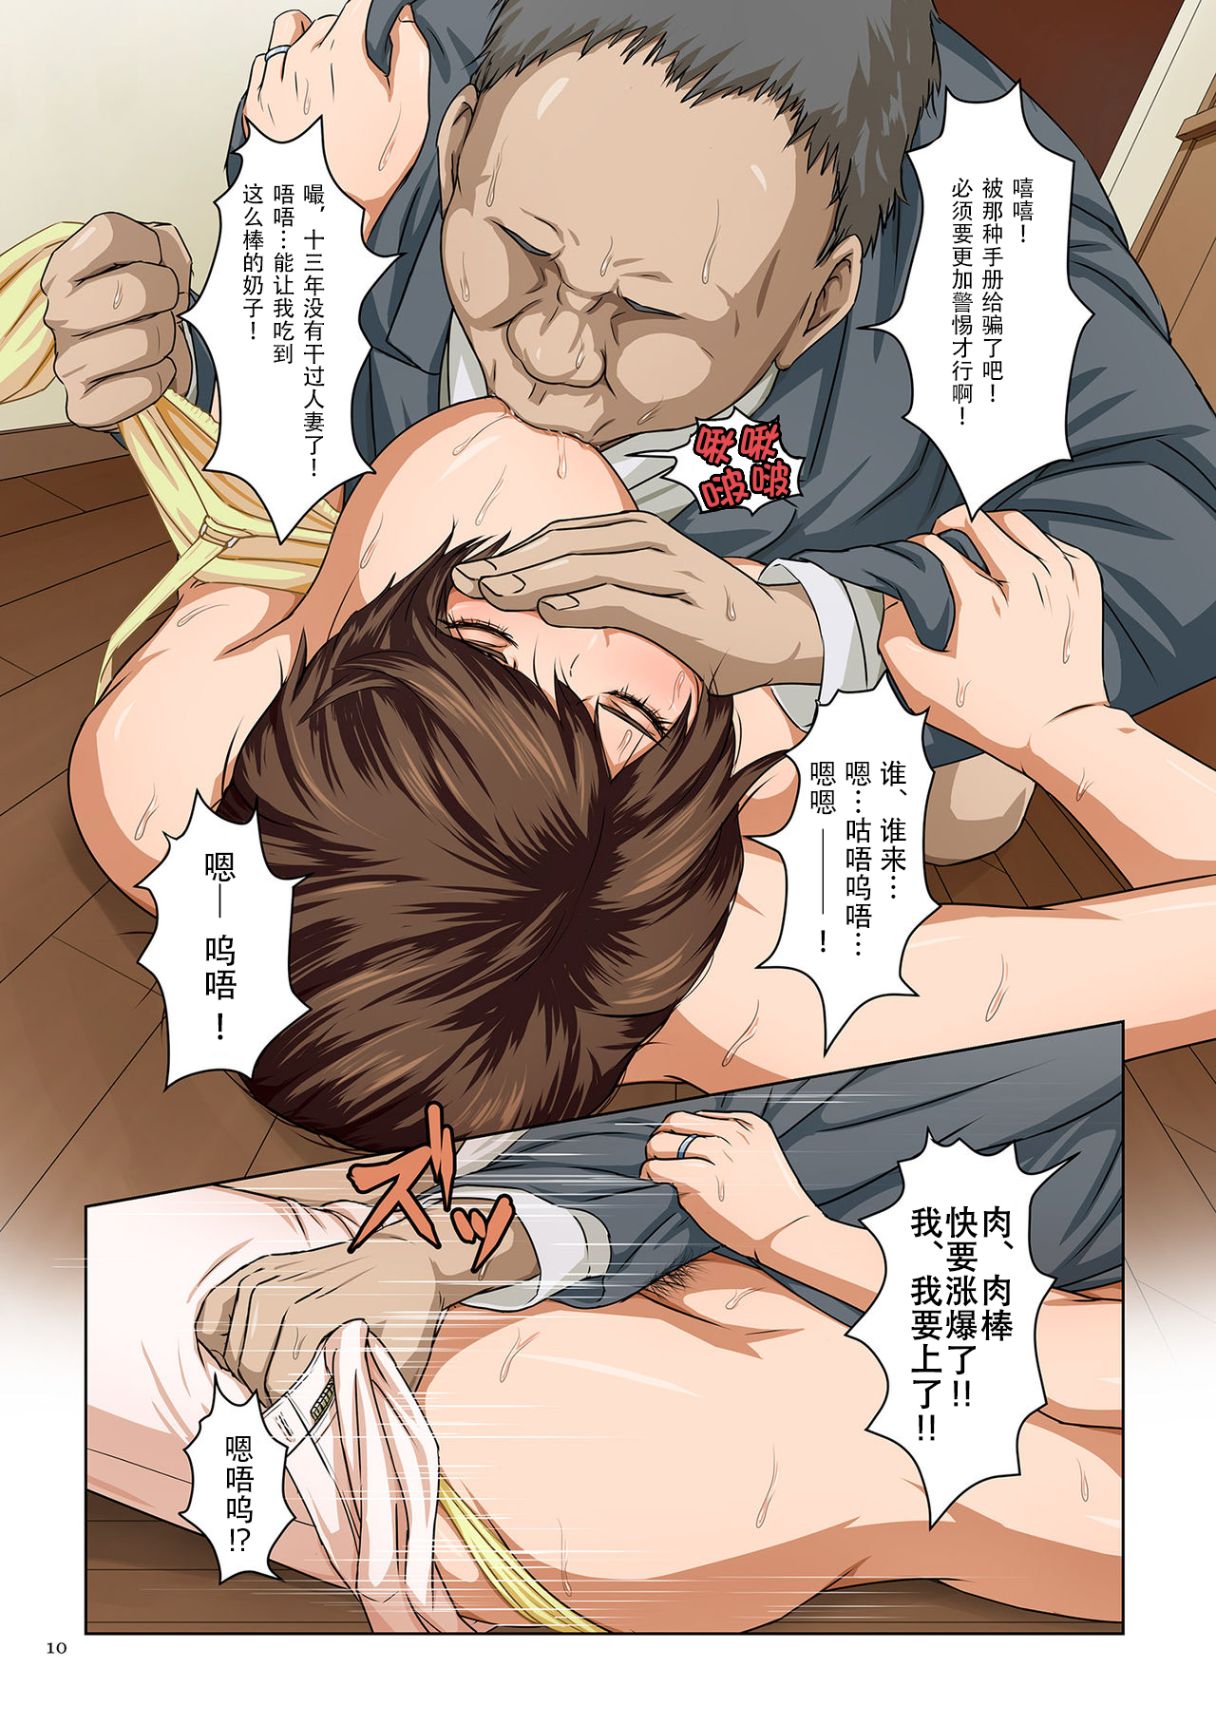 嘻嘻！
被那种手册给骗了吧！
必须要更加警惕才行啊！
嘬，十三年没有干过人妻了！
唔唔…能让我吃到
这么棒的奶子！
啾啾
啵啵
谁、谁来…
嗯…咕唔呜唔…
嗯嗯——！
嗯—呜唔！
ズッ
肉、肉棒
快要涨爆了!!
我、我要上了!!
嗯唔呜!?
10